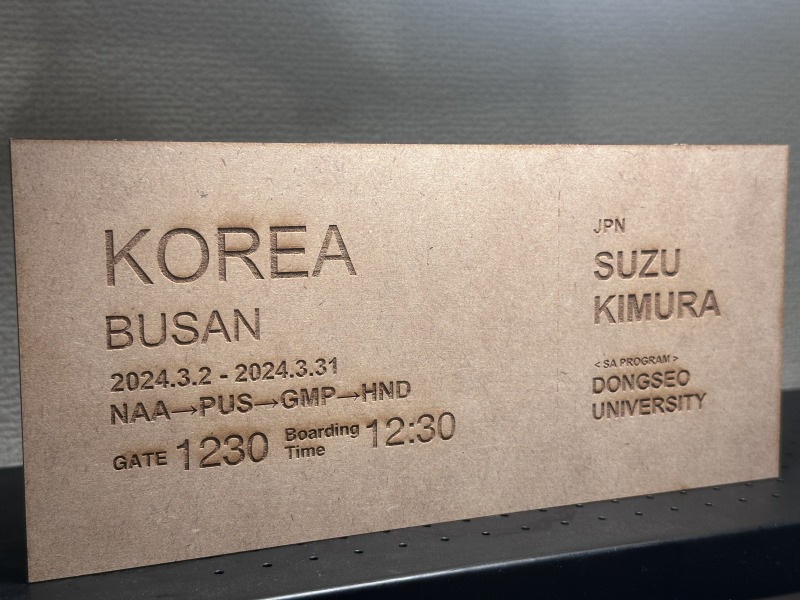 KOREA
BUSAN
2024.3.2 - 2024.3.31
NAA→PUS→GMP→HND
GATE 1230 Boarding Time 12:30
JPN
SUZU
KIMURA
< SA PROGRAM >
DONGSEO
UNIVERSITY